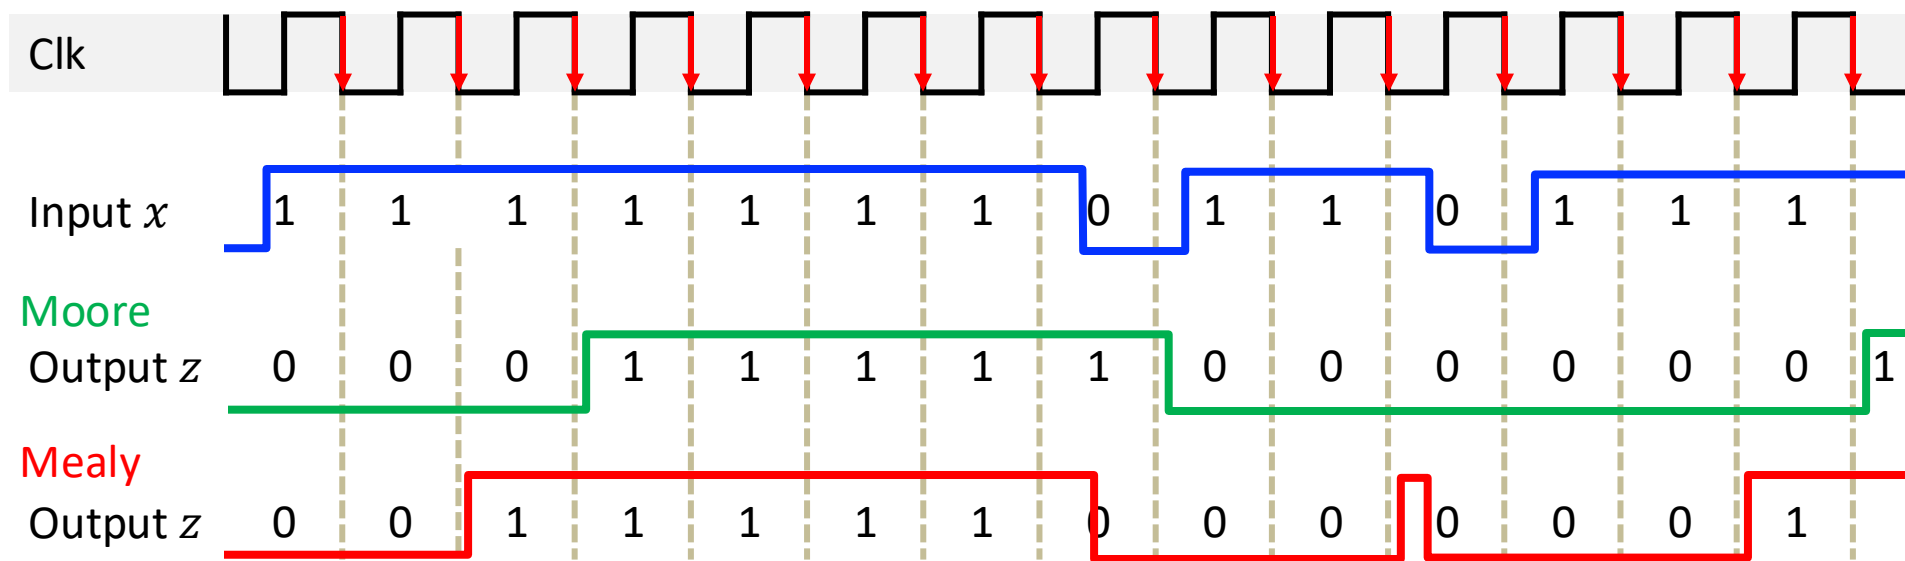 Clk
Input x 1 1 1 1 1 1 1 0 1 1 0 1 1 1
Moore
Output z 0 0 0 1 1 1 1 1 0 0 0 0 0 0 1
Mealy
Output z 0 0 1 1 1 1 1 0 0 0 0 0 0 1